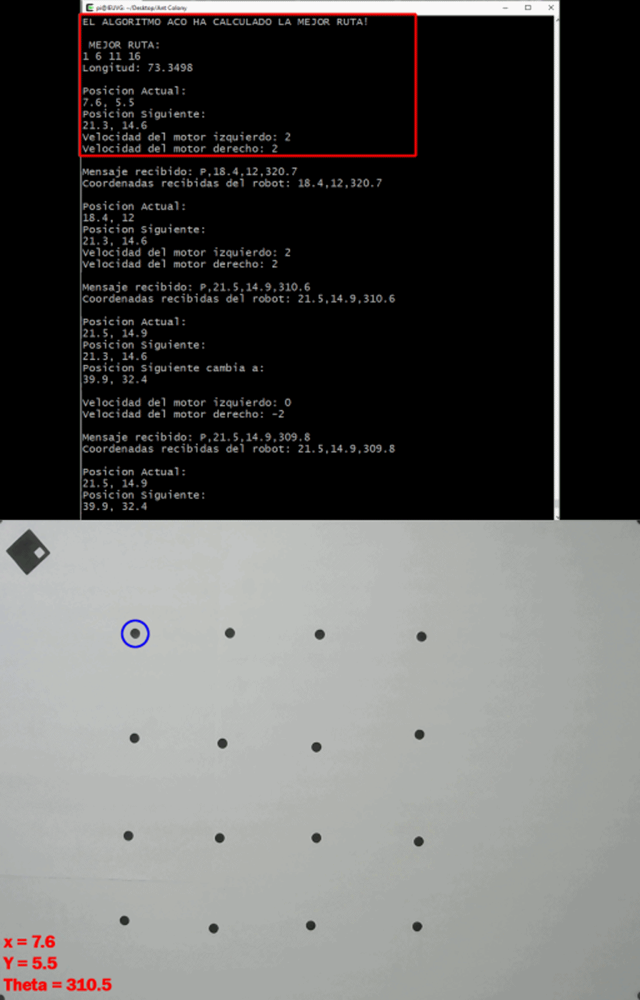 pi@IEUVG: ~/Desktop/Ant Colony
EL ALGORITMO ACO HA CALCULADO LA MEJOR RUTA!
MEJOR RUTA:
1 6 11 16
Longitud: 73.3498
Posicion Actual:
7.6, 5.5
Posicion Siguiente:
21.3, 14.6
Velocidad del motor izquierdo: 2
Velocidad del motor derecho: 2
Mensaje recibido: P,18.4,12,320.7
Coordenadas recibidas del robot: 18.4,12,320.7
Posicion Actual:
18.4, 12
Posicion Siguiente:
21.3, 14.6
Velocidad del motor izquierdo: 2
Velocidad del motor derecho: 2
Mensaje recibido: P,21.5,14.9,310.6
Coordenadas recibidas del robot: 21.5,14.9,310.6
Posicion Actual:
21.5, 14.9
Posicion Siguiente:
21.3, 14.6
Posicion Siguiente cambia a:
39.9, 32.4
Velocidad del motor izquierdo: 0
Velocidad del motor derecho: -2
Mensaje recibido: P,21.5,14.9,309.8
Coordenadas recibidas del robot: 21.5,14.9,309.8
Posicion Actual:
21.5, 14.9
Posicion Siguiente:
39.9, 32.4
x = 7.6
Y = 5.5
Theta = 310.5